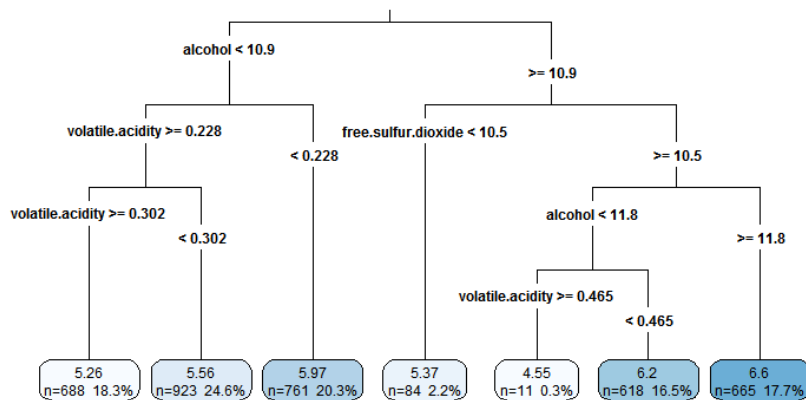 alcohol < 10.9
>= 10.9
volatile.acidity >= 0.228
< 0.228
free.sulfur.dioxide < 10.5
>= 10.5
volatile.acidity >= 0.302
< 0.302
alcohol < 11.8
>= 11.8
volatile.acidity >= 0.465
< 0.465
5.26
n=688 18.3%
5.56
n=923 24.6%
5.97
n=761 20.3%
5.37
n=84 2.2%
4.55
n=11 0.3%
6.2
n=618 16.5%
6.6
n=665 17.7%